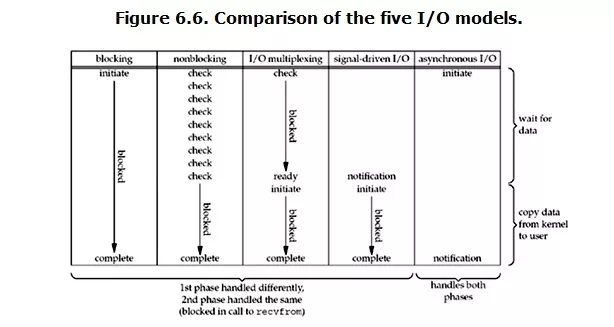 Figure 6.6. Comparison of the five I/O models.
blocking nonblocking I/O multiplexing signal-driven I/O asynchronous I/O
initiate check check initiate
check
check
check
check
check
check
check
check ready notification
initiate initiate
blocked
blocked
blocked
blocked
blocked
complete complete complete complete notification
wait for
data
copy data
from kernel
to user
1st phase handled differently,
2nd phase handled the same
(blocked in call to recvfrom)
handles both
phases